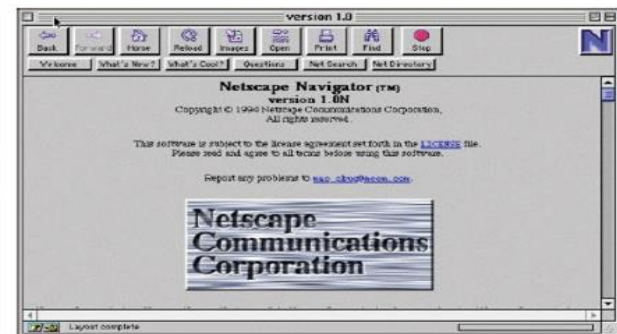 version 1.0
Back Forward Home Reload Images Open Print Find Stop
N
Welcome What's New? What's Cool? Questions Net Search Net Directory
Netscape Navigator (TM)
version 1.0N
Copyright © 1994 Netscape Communications Corporation,
All rights reserved.
This software is subject to the license agreement set forth in the LICENSE file.
Please read and agree to all terms before using this software.
Report any problems to
Netscape
Communications
Corporation
Layout complete